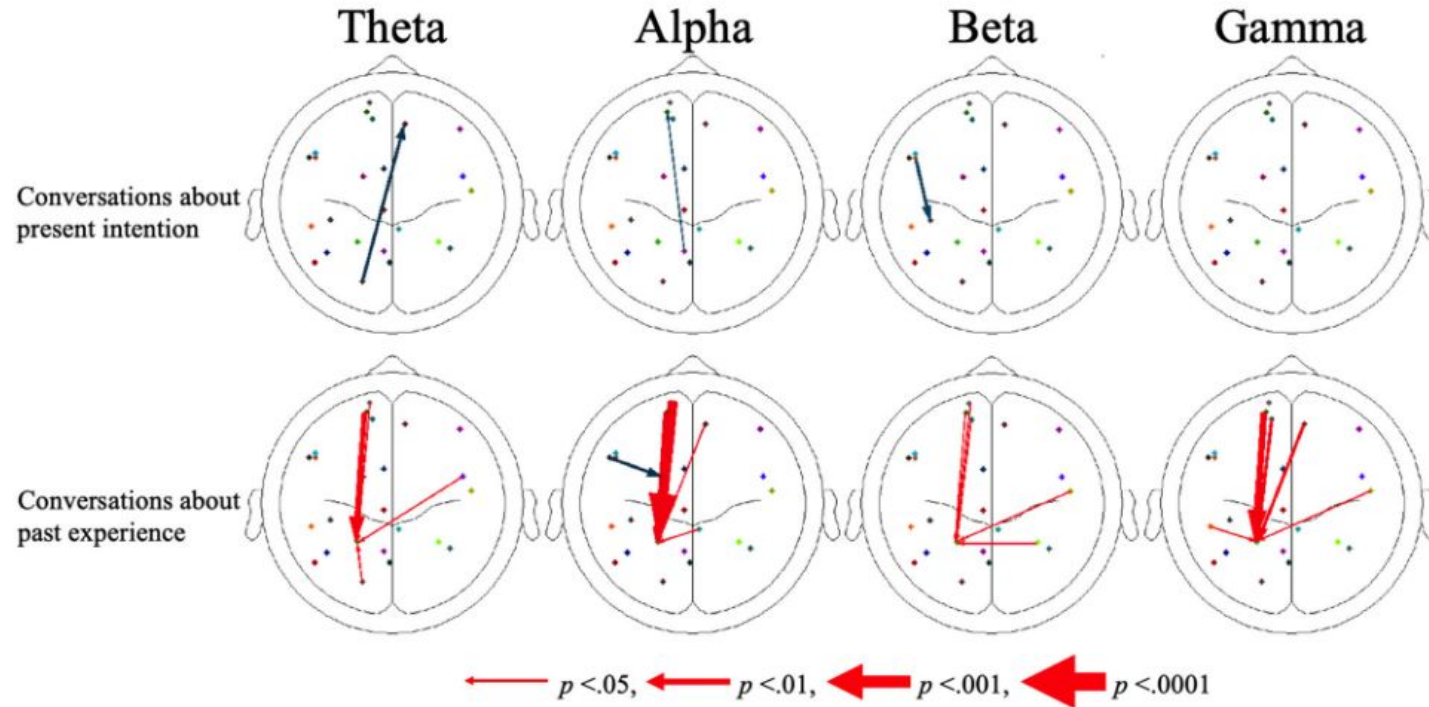 Theta Alpha Beta Gamma
Conversations about
present intention
Conversations about
past experience
p <.05, p <.01, p <.001, p <.0001